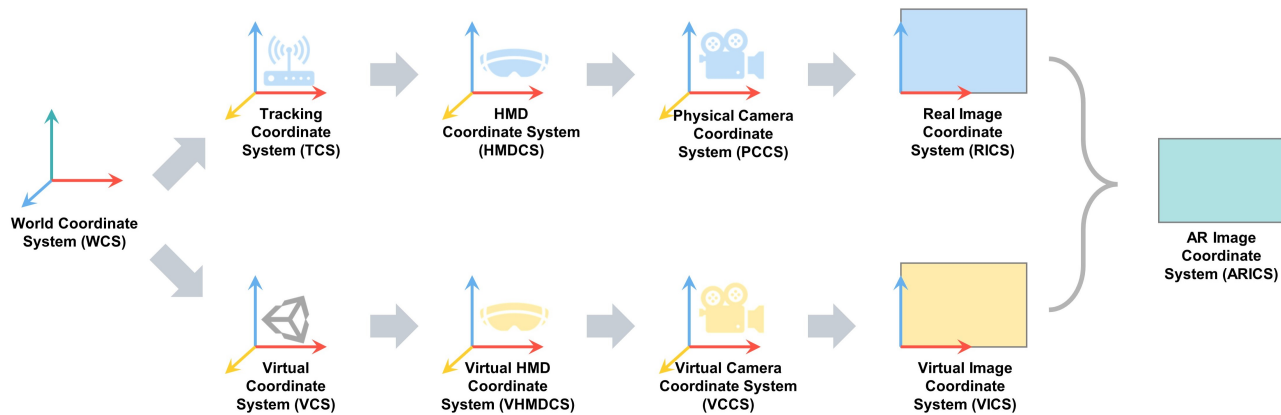 World Coordinate
System (WCS)
Tracking
Coordinate
System (TCS)
HMD
Coordinate System
(HMDCS)
Physical Camera
Coordinate
System (PCCS)
Real Image
Coordinate
System (RICS)
Virtual
Coordinate
System (VCS)
Virtual HMD
Coordinate
System (VHMDCS)
Virtual Camera
Coordinate System
(VCCS)
Virtual Image
Coordinate
System (VICS)
AR Image
Coordinate
System (ARICS)